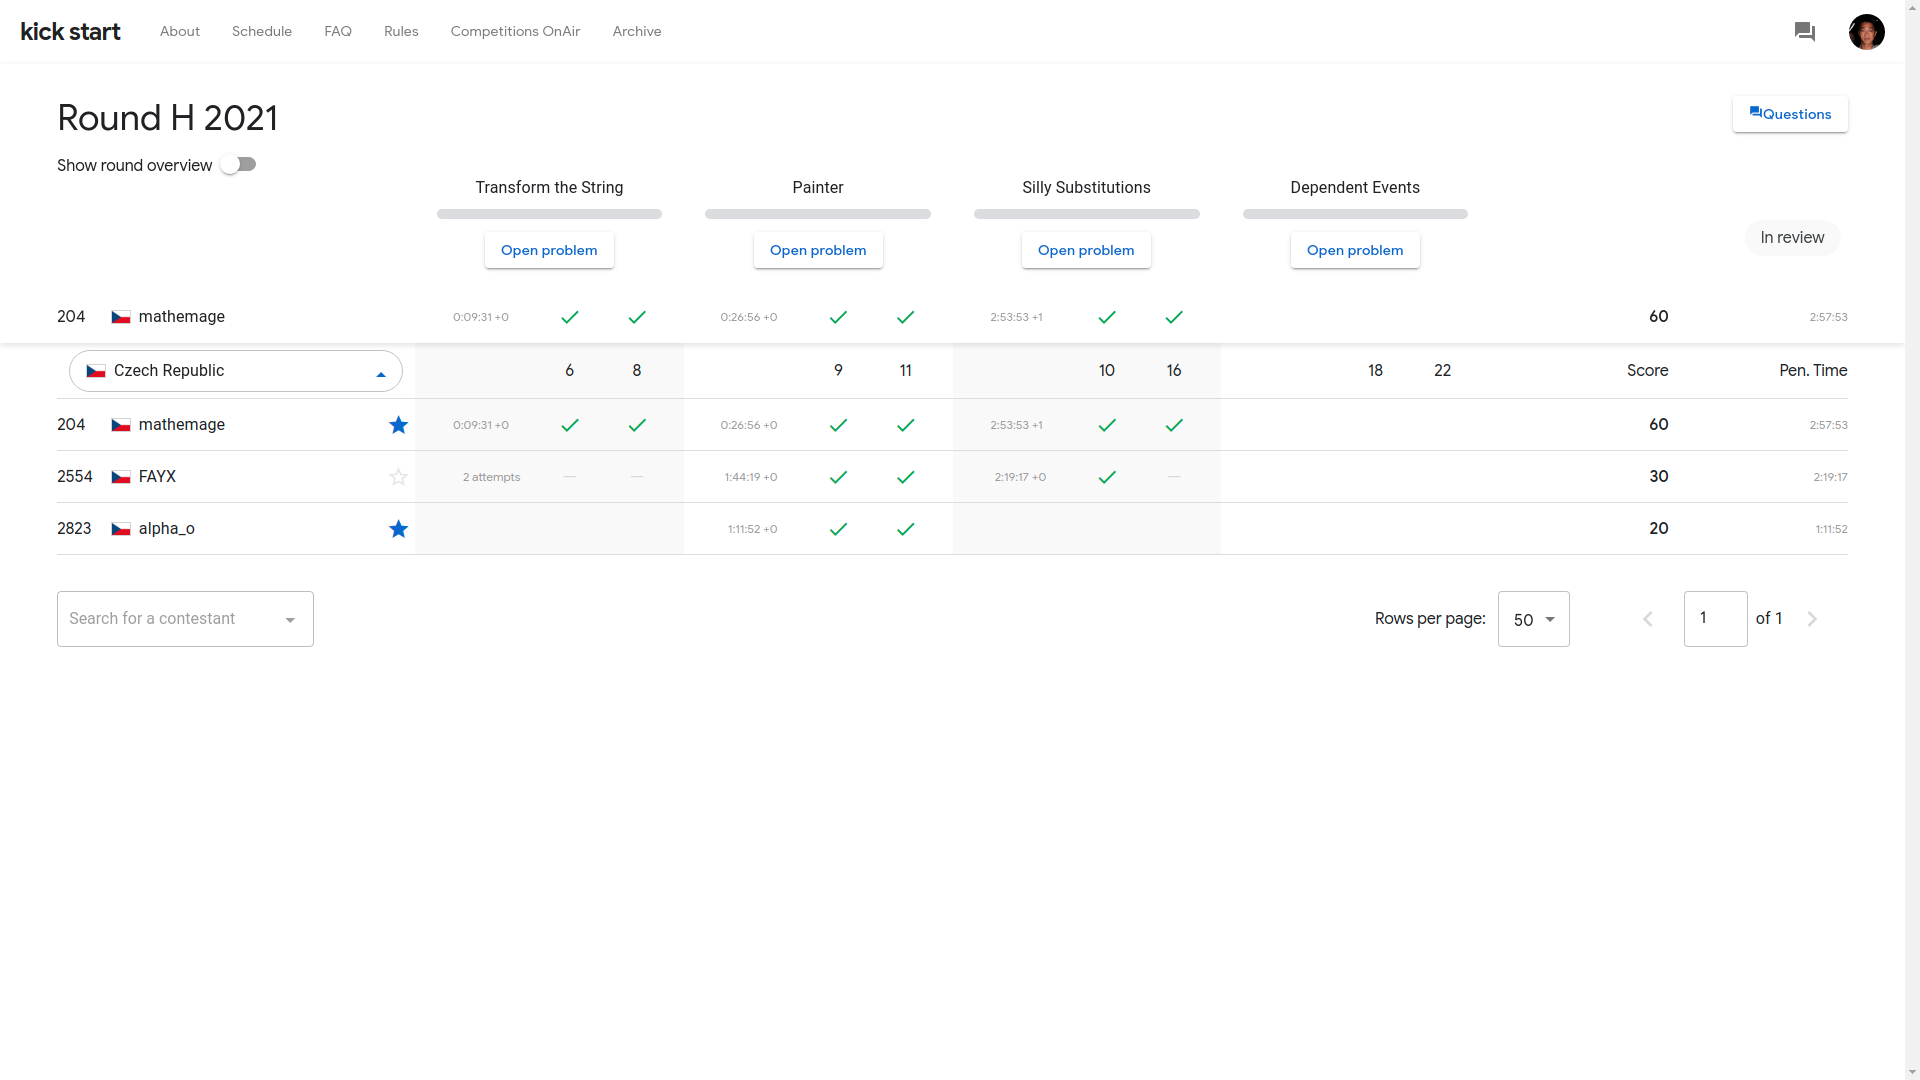 kick start About Schedule FAQ Rules Competitions OnAir Archive
Round H 2021
Questions
Show round overview
Transform the String Painter Silly Substitutions Dependent Events
In review
Open problem Open problem Open problem Open problem
204 mathemage 0:09:31 +0 0:26:56 +0 2:53:53 +1 60 2:57:53
Czech Republic 6 8 9 11 10 16 18 22 Score Pen. Time
204 mathemage 0:09:31 +0 0:26:56 +0 2:53:53 +1 60 2:57:53
2554 FAYX 2 attempts — — 1:44:19 +0 2:19:17 +0 — 30 2:19:17
2823 alpha_o 1:11:52 +0 20 1:11:52
Search for a contestant Rows per page: 50 1 of 1